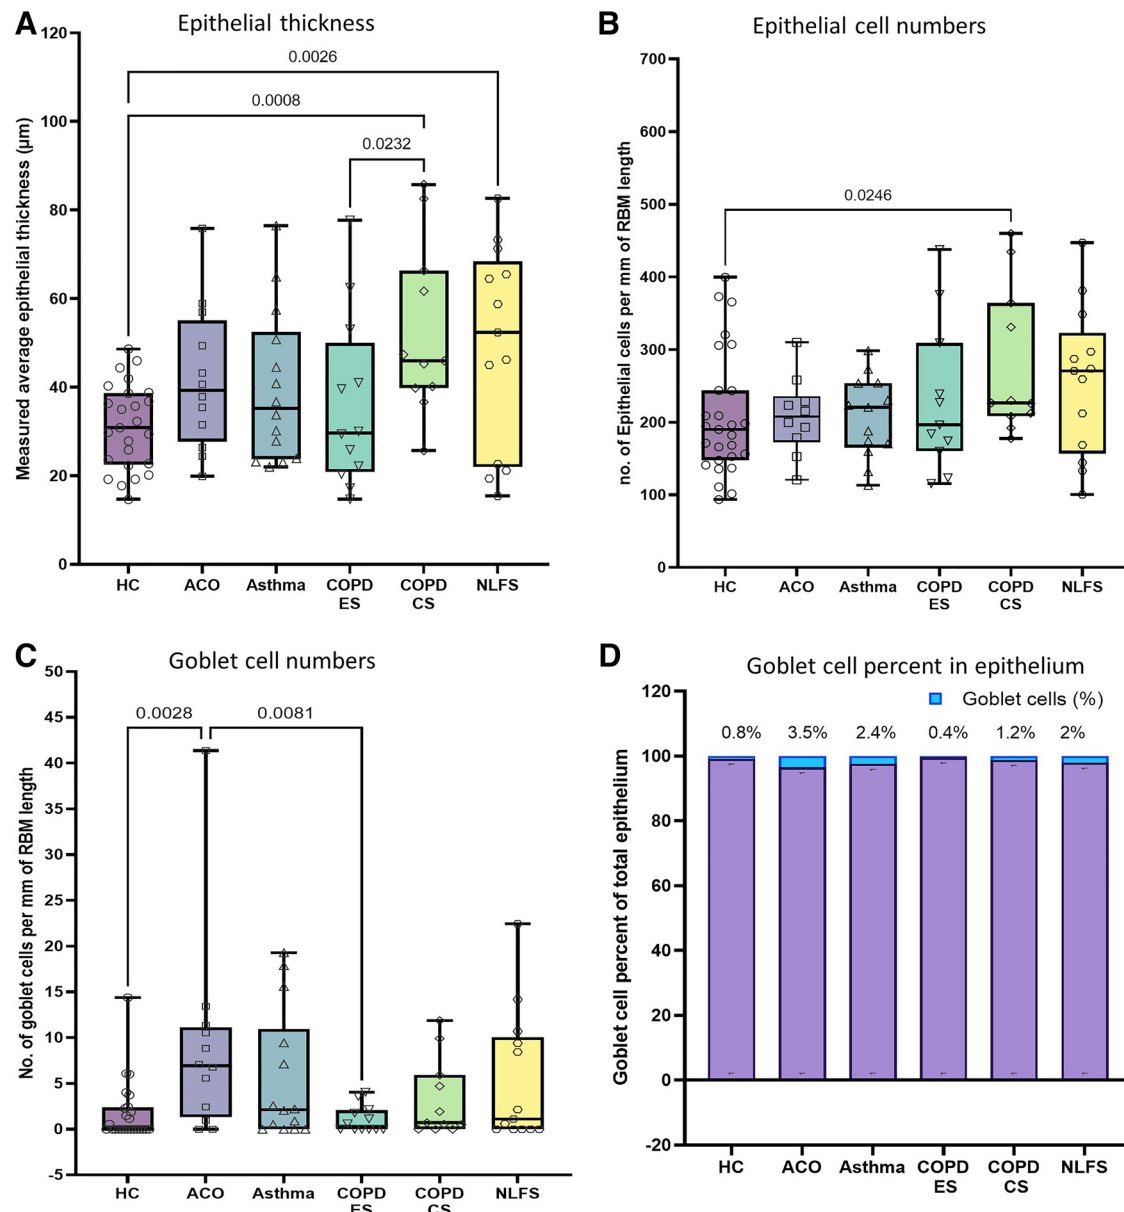 A
Epithelial thickness
Measured average epithelial thickness (µm)
120
100
80
60
40
20
0
0.0026
0.0008
0.0232
HC ACO Asthma COPD COPD NLFS
ES CS
B
Epithelial cell numbers
no. of Epithelial cells per mm of RBM length
700
600
500
400
300
200
100
0
0.0246
HC ACO Asthma COPD COPD NLFS
ES CS
C
Goblet cell numbers
No. of goblet cells per mm of RBM length
50
45
40
35
30
25
20
15
10
5
0
-5
0.0028 0.0081
HC ACO Asthma COPD COPD NLFS
ES CS
D
Goblet cell percent in epithelium
Goblet cells (%)
Goblet cell percent of total epithelium
120
100
80
60
40
20
0
-20
0.8% 3.5% 2.4% 0.4% 1.2% 2%
HC ACO Asthma COPD COPD NLFS
ES CS